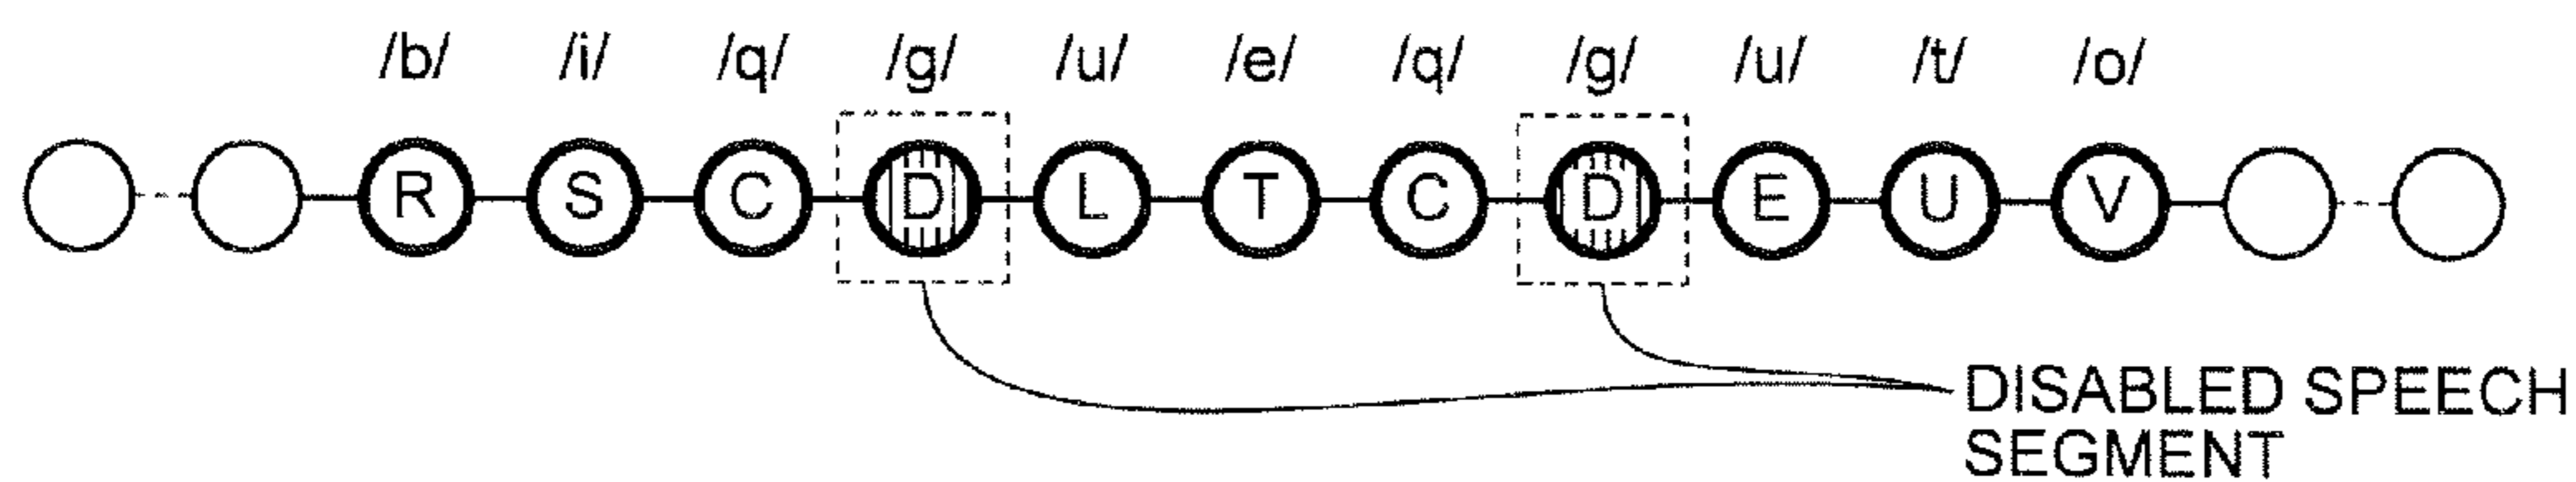 /b/ /i/ /q/ /g/ /u/ /e/ /q/ /g/ /u/ /t/ /o/
R S C D L T C D E U V
DISABLED SPEECH
SEGMENT